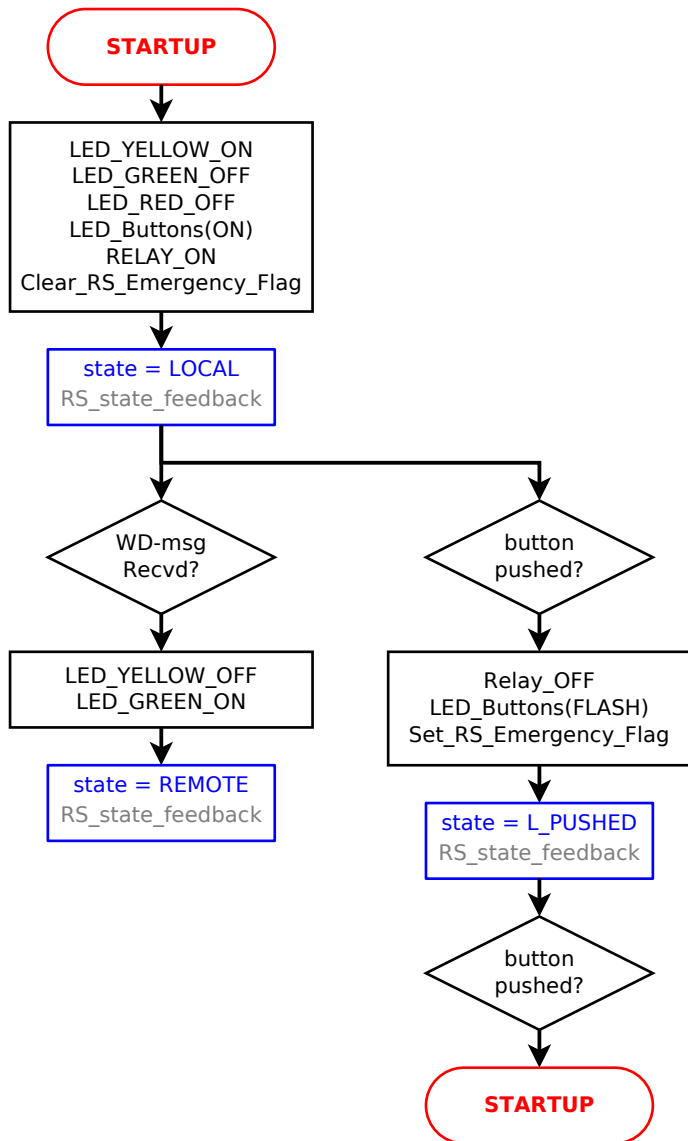 STARTUP
LED_YELLOW_ON
LED_GREEN_OFF
LED_RED_OFF
LED_Buttons(ON)
RELAY_ON
Clear_RS_Emergency_Flag
state = LOCAL
RS_state_feedback
WD-msg
Recvd?
LED_YELLOW_OFF
LED_GREEN_ON
state = REMOTE
RS_state_feedback
button
pushed?
Relay_OFF
LED_Buttons(FLASH)
Set_RS_Emergency_Flag
state = L_PUSHED
RS_state_feedback
button
pushed?
STARTUP